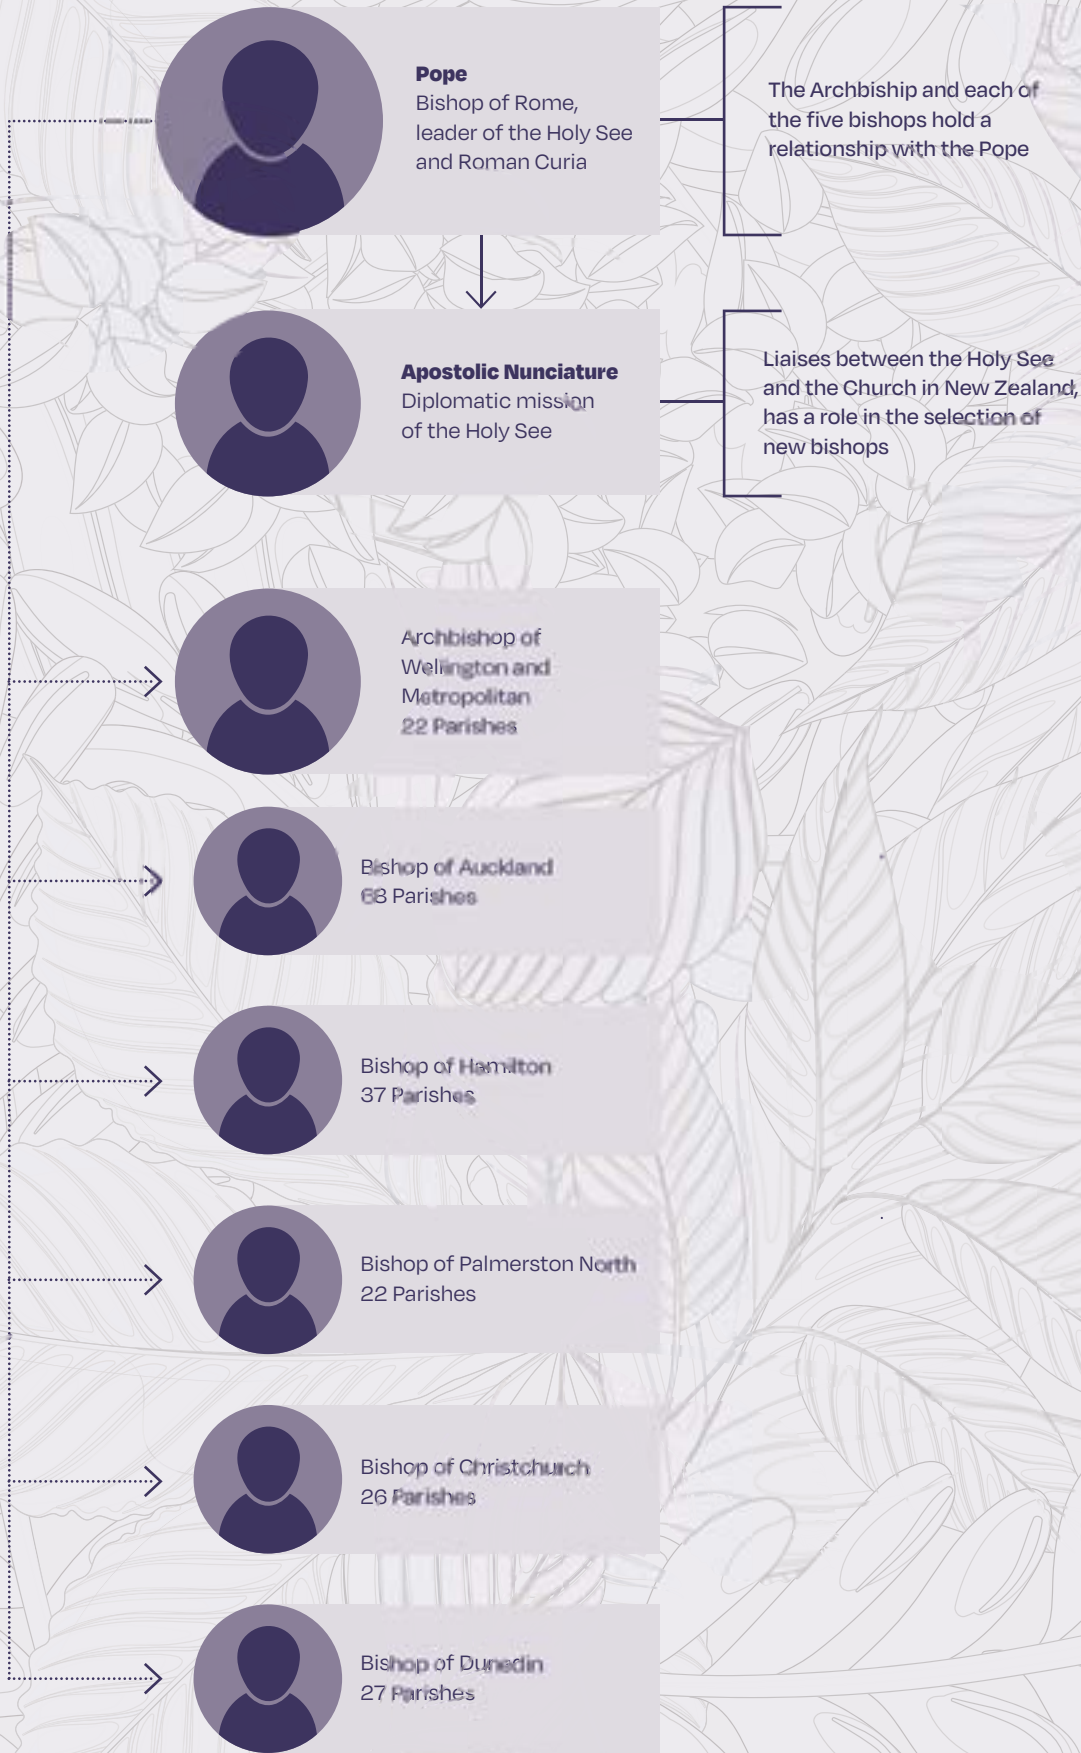 Pope
Bishop of Rome,
leader of the Holy See
and Roman Curia
The Archbiship and each of
the five bishops hold a
relationship with the Pope
Apostolic Nunciature
Diplomatic mission
of the Holy See
Liaises between the Holy See
and the Church in New Zealand,
has a role in the selection of
new bishops
Archbishop of
Wellington and
Metropolitan
22 Parishes
Bishop of Auckland
68 Parishes
Bishop of Hamilton
37 Parishes
Bishop of Palmerston North
22 Parishes
Bishop of Christchurch
26 Parishes
Bishop of Dunedin
27 Parishes